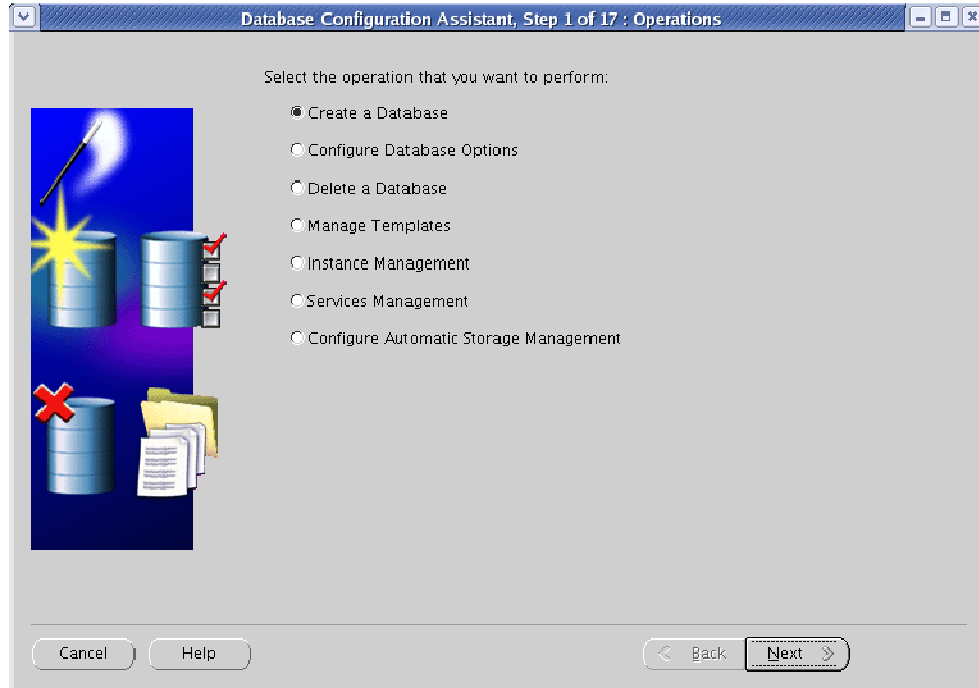 Database Configuration Assistant, Step 1 of 17 : Operations
Select the operation that you want to perform:
Create a Database
Configure Database Options
Delete a Database
Manage Templates
Instance Management
Services Management
Configure Automatic Storage Management
Cancel
Help
Back
Next